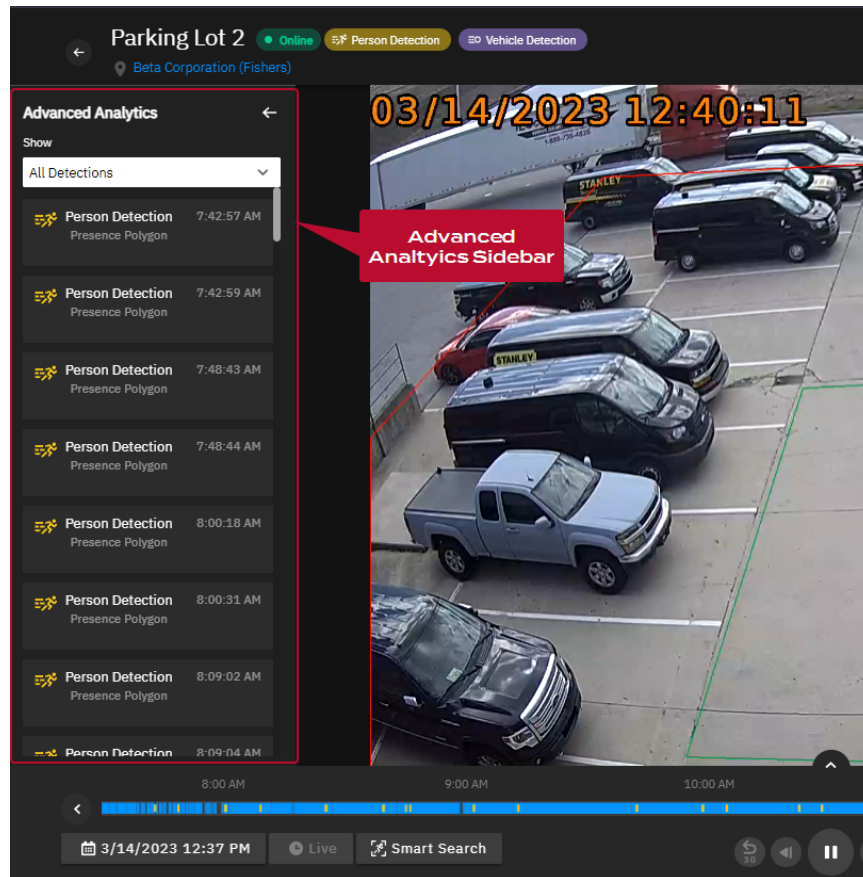 Parking Lot 2
Online
Person Detection
Vehicle Detection
Beta Corporation (Fishers)
Advanced Analytics
Show
All Detections
Person Detection 7:42:57 AM
Presence Polygon
Person Detection 7:42:59 AM
Presence Polygon
Person Detection 7:48:43 AM
Presence Polygon
Person Detection 7:48:44 AM
Presence Polygon
Person Detection 8:00:18 AM
Presence Polygon
Person Detection 8:00:31 AM
Presence Polygon
Person Detection 8:09:02 AM
Presence Polygon
Person Detection 8:09:04 AM
Advanced
Analtyics Sidebar
03/14/2023 12:40:11
STANLEY
STANLEY
8:00 AM 9:00 AM 10:00 AM
3/14/2023 12:37 PM
Live
Smart Search
30